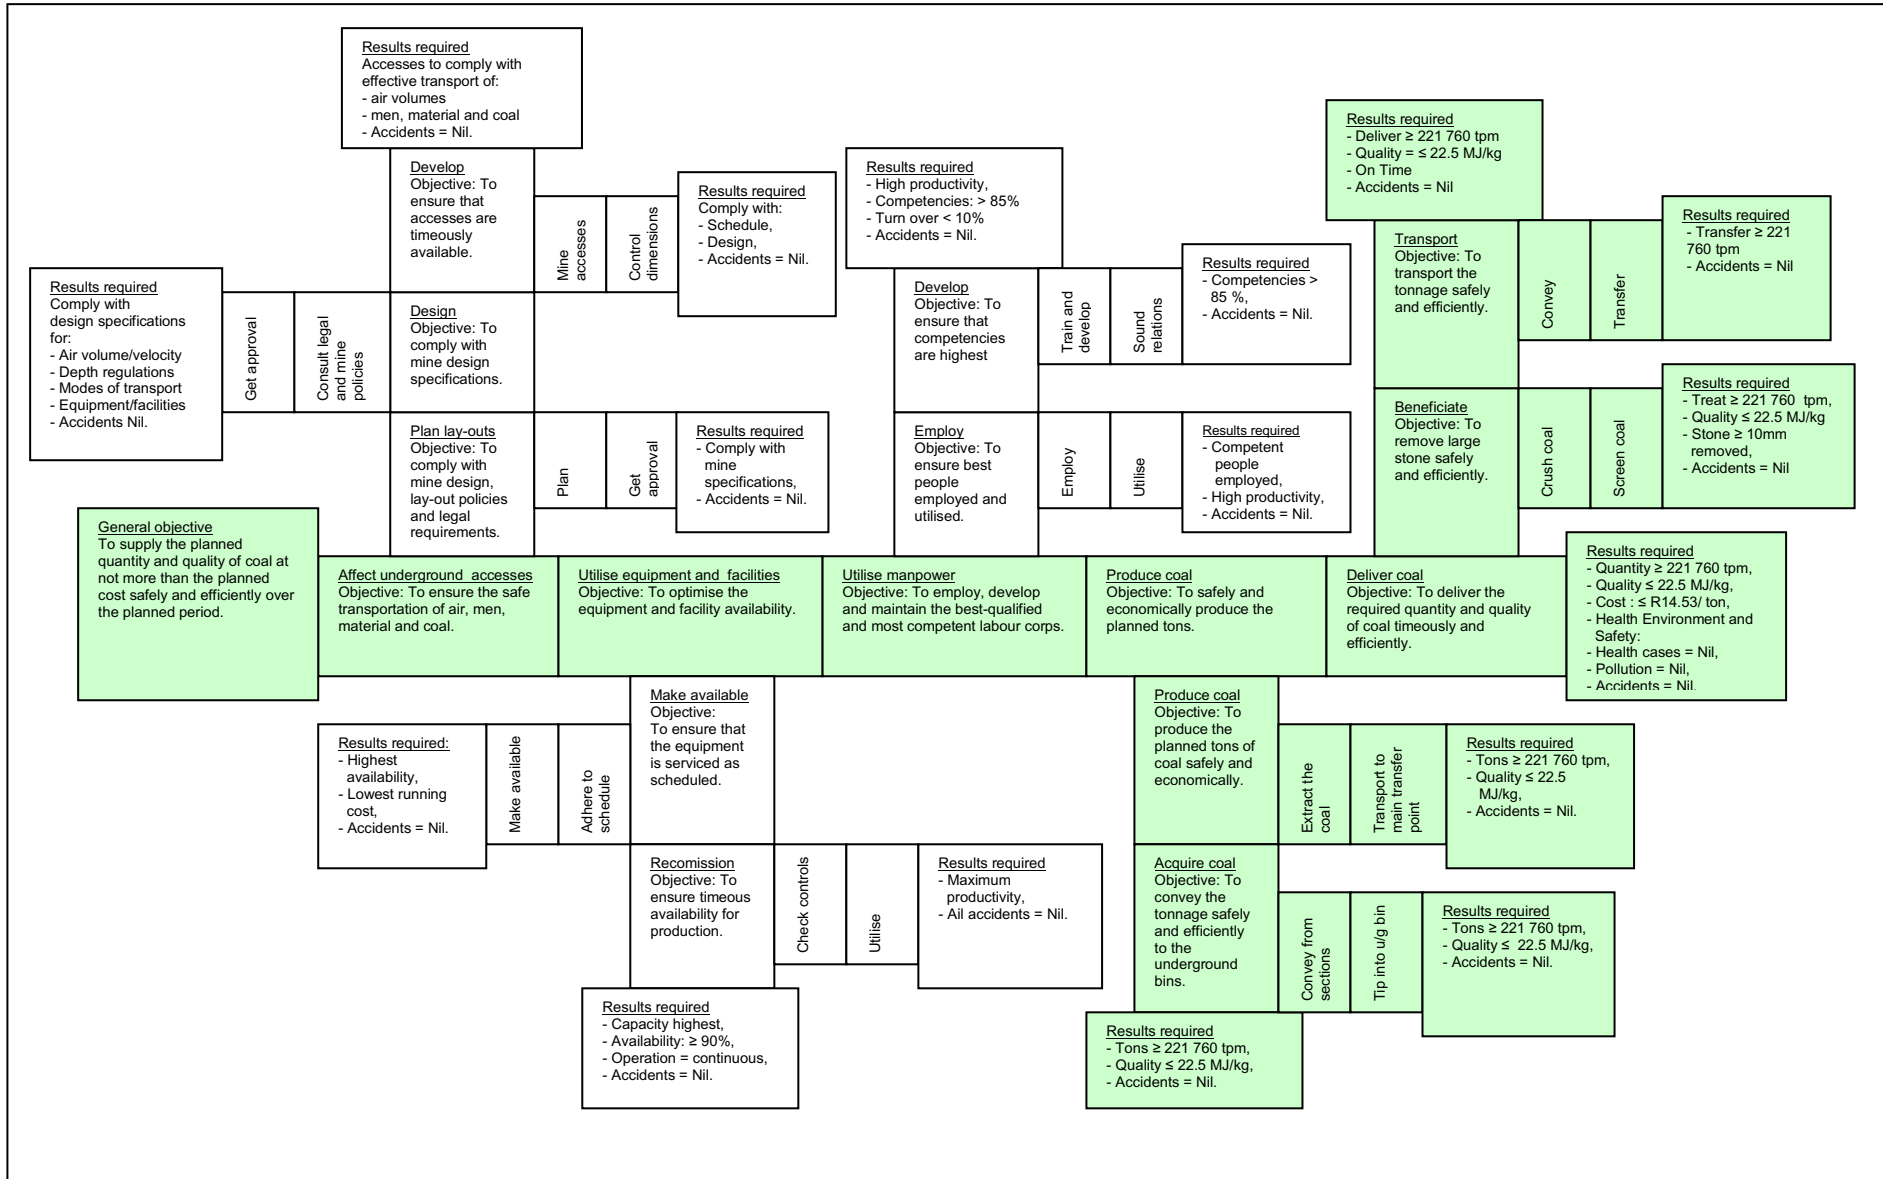 Results required
Accesses to comply with
effective transport of:
- air volumes
- men, material and coal
- Accidents = Nil.
Develop
Objective: To
ensure that
accesses are
timeously
available.
Mine
accesses
Control
dimensions
Results required
Comply with:
- Schedule,
- Design,
- Accidents = Nil.
Results required
Comply with
design specifications
for:
- Air volume/velocity
- Depth regulations
- Modes of transport
- Equipment/facilities
- Accidents Nil.
Get approval
Consult legal
and mine
policies
Design
Objective: To
comply with
mine design
specifications.
Plan lay-outs
Objective: To
comply with
mine design,
lay-out policies
and legal
requirements.
Plan
Get
approval
Results required
- Comply with
mine
specifications,
- Accidents = Nil.
Results required
- High productivity,
- Competencies: > 85%
- Turn over < 10%
- Accidents = Nil.
Develop
Objective: To
ensure that
competencies
are highest
Train and
develop
Sound
relations
Results required
- Competencies >
85 %,
- Accidents = Nil.
Employ
Objective: To
ensure best
people
employed and
utilised.
Employ
Utilise
Results required
- Competent
people
employed,
- High productivity,
- Accidents = Nil.
Results required
- Deliver ≥ 221 760 tpm
- Quality = ≤ 22.5 MJ/kg
- On Time
- Accidents = Nil
Transport
Objective: To
transport the
tonnage safely
and efficiently.
Convey
Transfer
Results required
- Transfer ≥ 221
760 tpm
- Accidents = Nil
Beneficiate
Objective: To
remove large
stone safely
and efficiently.
Crush coal
Screen coal
Results required
- Treat ≥ 221 760  tpm,
- Quality ≤ 22.5 MJ/kg
- Stone ≥ 10mm
removed,
- Accidents = Nil
General objective
To supply the planned
quantity and quality of coal at
not more than the planned
cost safely and efficiently over
the planned period.
Affect underground  accesses
Objective: To ensure the safe
transportation of air, men,
material and coal.
Utilise equipment and facilities
Objective: To optimise the
equipment and facility availability.
Utilise manpower
Objective: To employ, develop
and maintain the best-qualified
and most competent labour corps.
Produce coal
Objective: To safely and
economically produce the
planned tons.
Deliver coal
Objective: To deliver the
required quantity and quality
of coal timeously and
efficiently.
Results required
- Quantity ≥ 221 760 tpm,
- Quality ≤ 22.5 MJ/kg,
- Cost : ≤ R14.53/ ton,
- Health Environment and
Safety:
- Health cases = Nil,
- Pollution = Nil,
- Accidents = Nil.
Make available
Objective:
To ensure that
the equipment
is serviced as
scheduled.
Results required:
- Highest
availability,
- Lowest running
cost,
- Accidents = Nil.
Make available
Adhere to
schedule
Recomission
Objective: To
ensure timeous
availability for
production.
Check controls
Utilise
Results required
- Maximum
productivity,
- Ail accidents = Nil.
Results required
- Capacity highest,
- Availability: ≥ 90%,
- Operation = continuous,
- Accidents = Nil.
Produce coal
Objective: To
produce the
planned tons of
coal safely and
economically.
Extract the
coal
Transport to
main transfer
point
Results required
- Tons ≥ 221 760 tpm,
- Quality ≤ 22.5
MJ/kg,
- Accidents = Nil.
Acquire coal
Objective: To
convey the
tonnage safely
and efficiently
to the
underground
bins.
Convey from
sections
Tip into u/g bin
Results required
- Tons ≥ 221 760 tpm,
- Quality ≤  22.5 MJ/kg,
- Accidents = Nil.
Results required
- Tons ≥ 221 760 tpm,
- Quality ≤ 22.5 MJ/kg,
- Accidents = Nil.